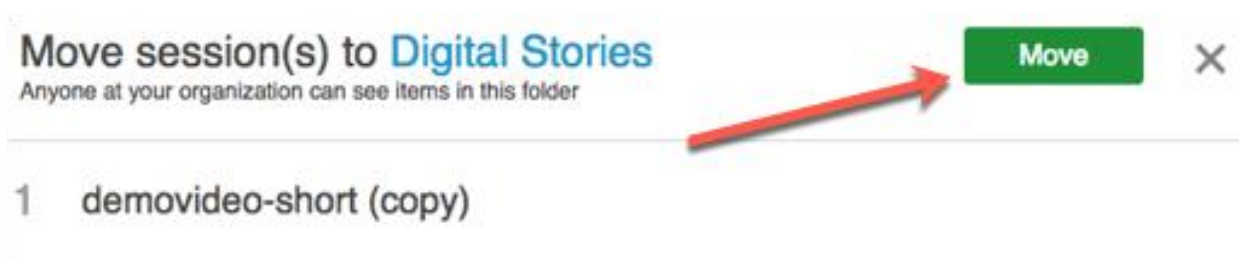 Move session(s) to Digital Stories
Move
Anyone at your organization can see items in this folder
1 demovideo-short (copy)